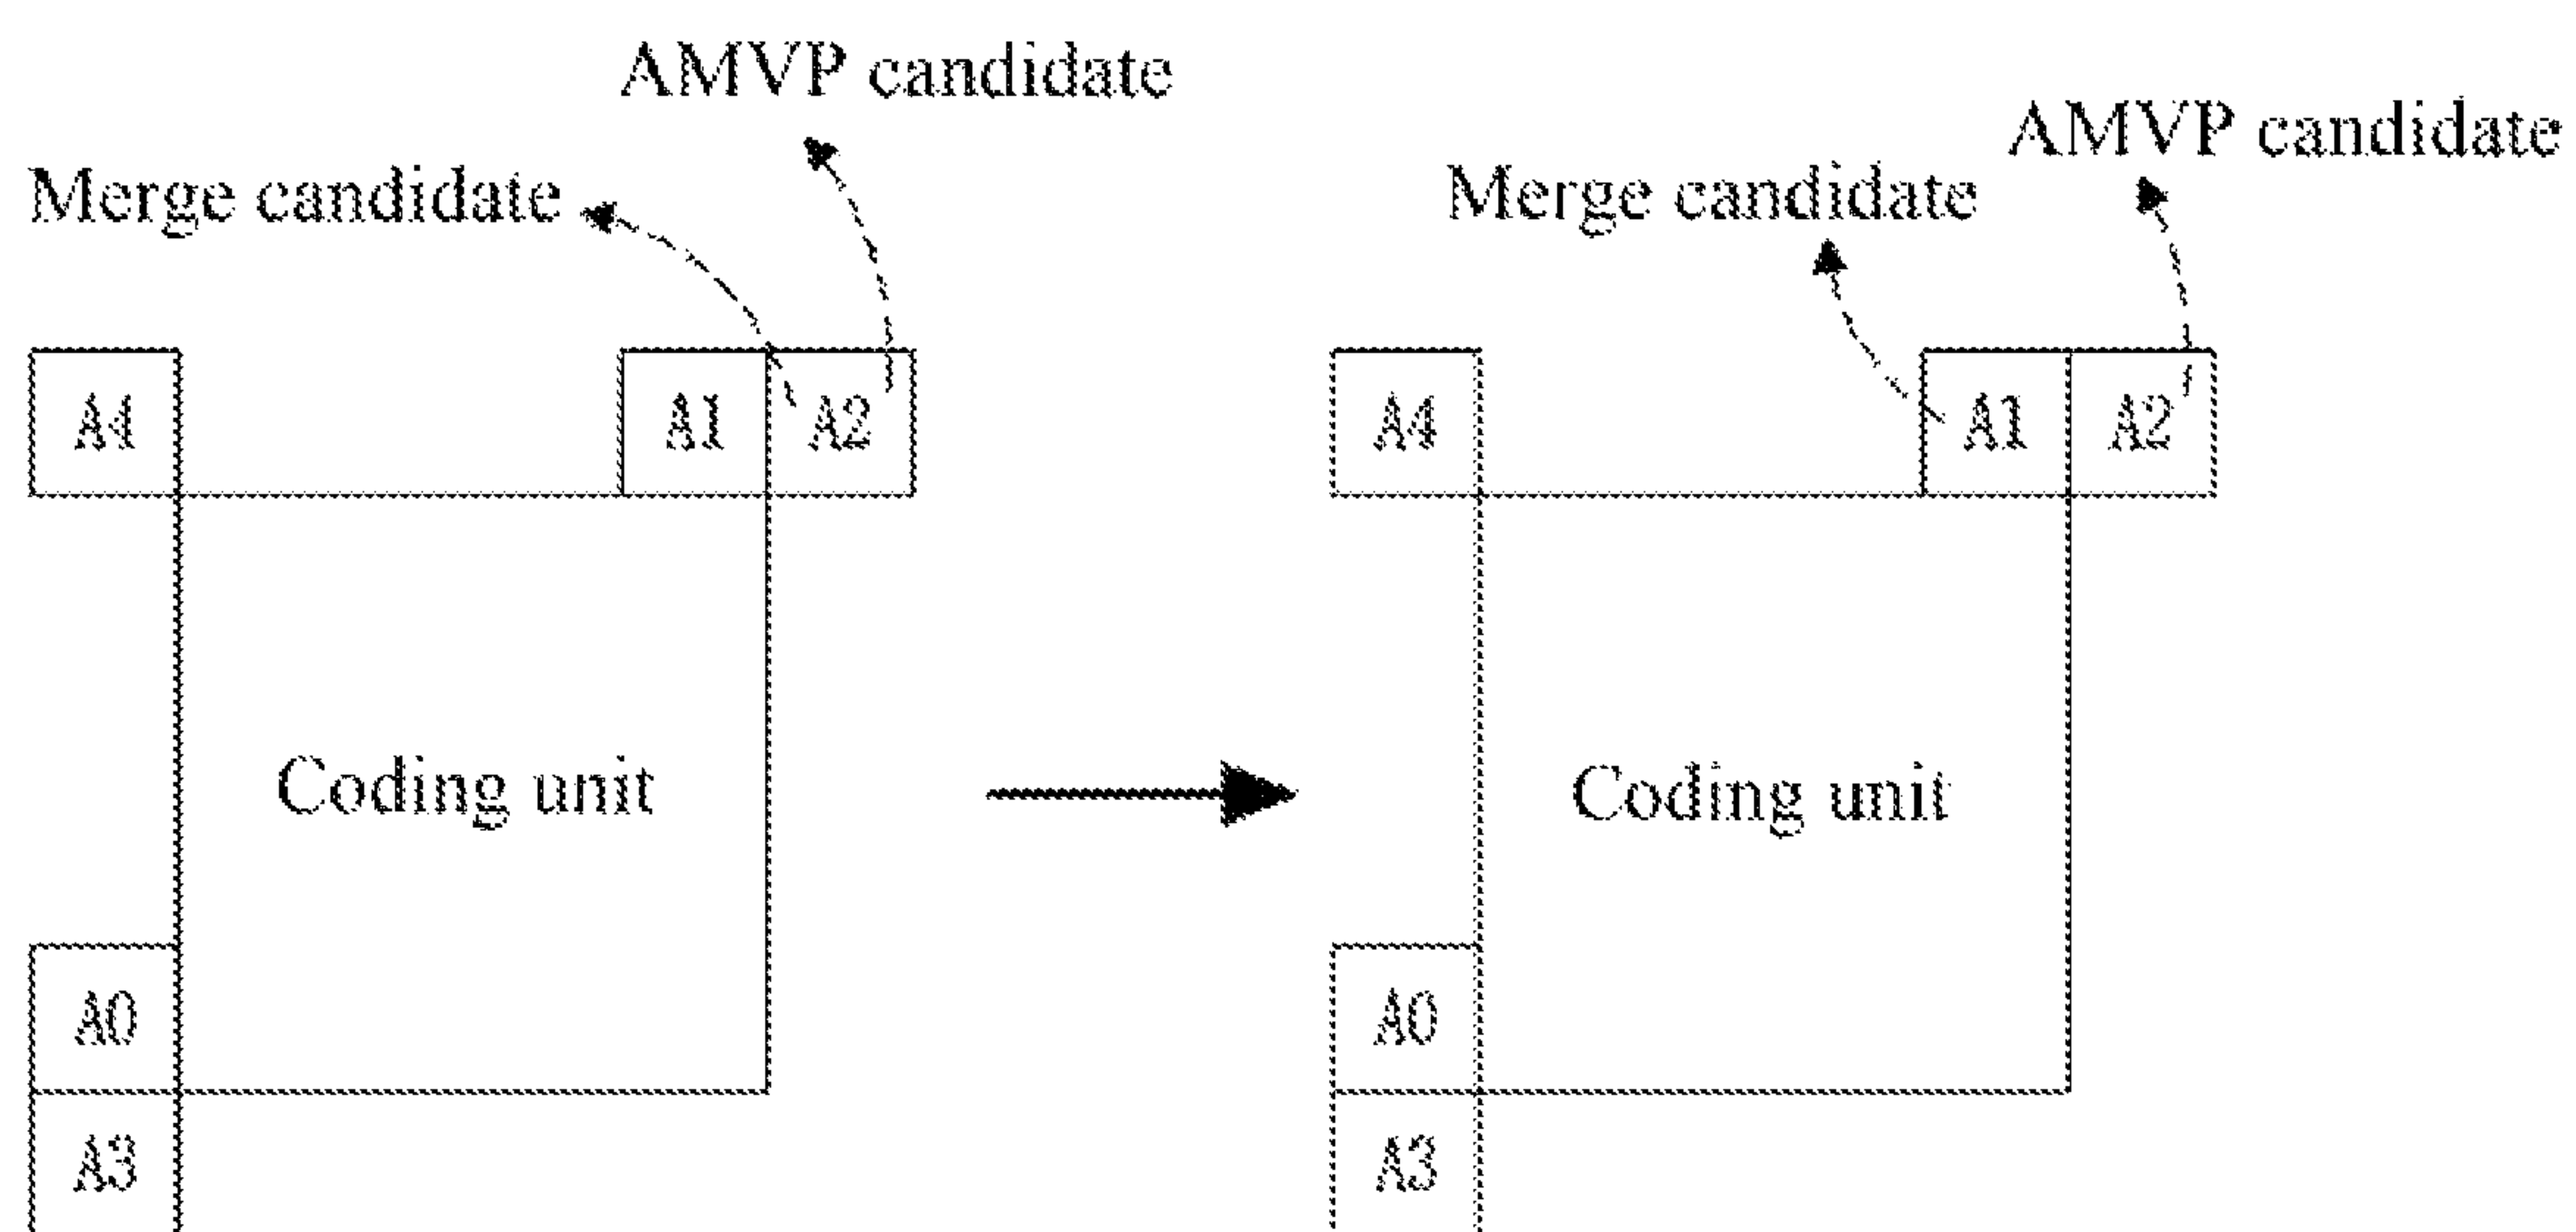 AMVP candidate
Merge candidate
A4
A1
A2
Coding unit
A0
A3
AMVP candidate
Merge candidate
A4
A1
A2
Coding unit
A0
A3